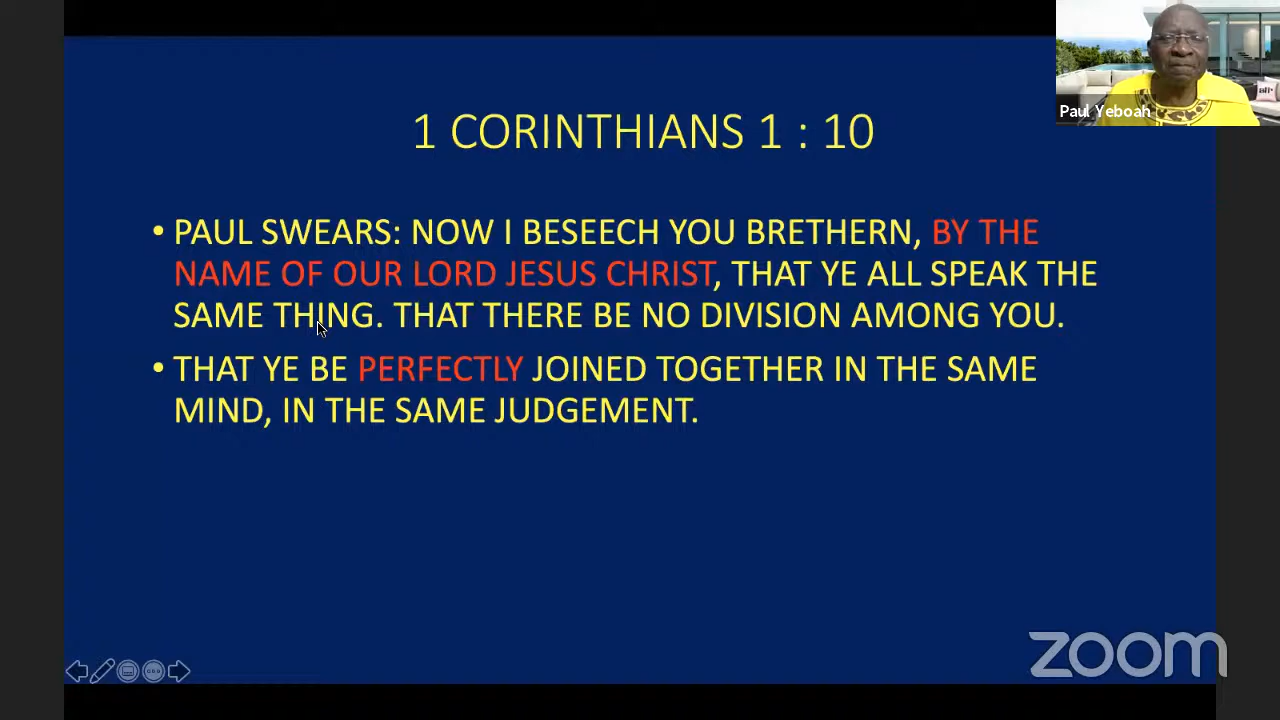 1 CORINTHIANS 1 : 10
• PAUL SWEARS: NOW I BESEECH YOU BRETHERN, BY THE
NAME OF OUR LORD JESUS CHRIST, THAT YE ALL SPEAK THE
SAME THING. THAT THERE BE NO DIVISION AMONG YOU.
• THAT YE BE PERFECTLY JOINED TOGETHER IN THE SAME
MIND, IN THE SAME JUDGEMENT.
Paul Yeboah
zoom